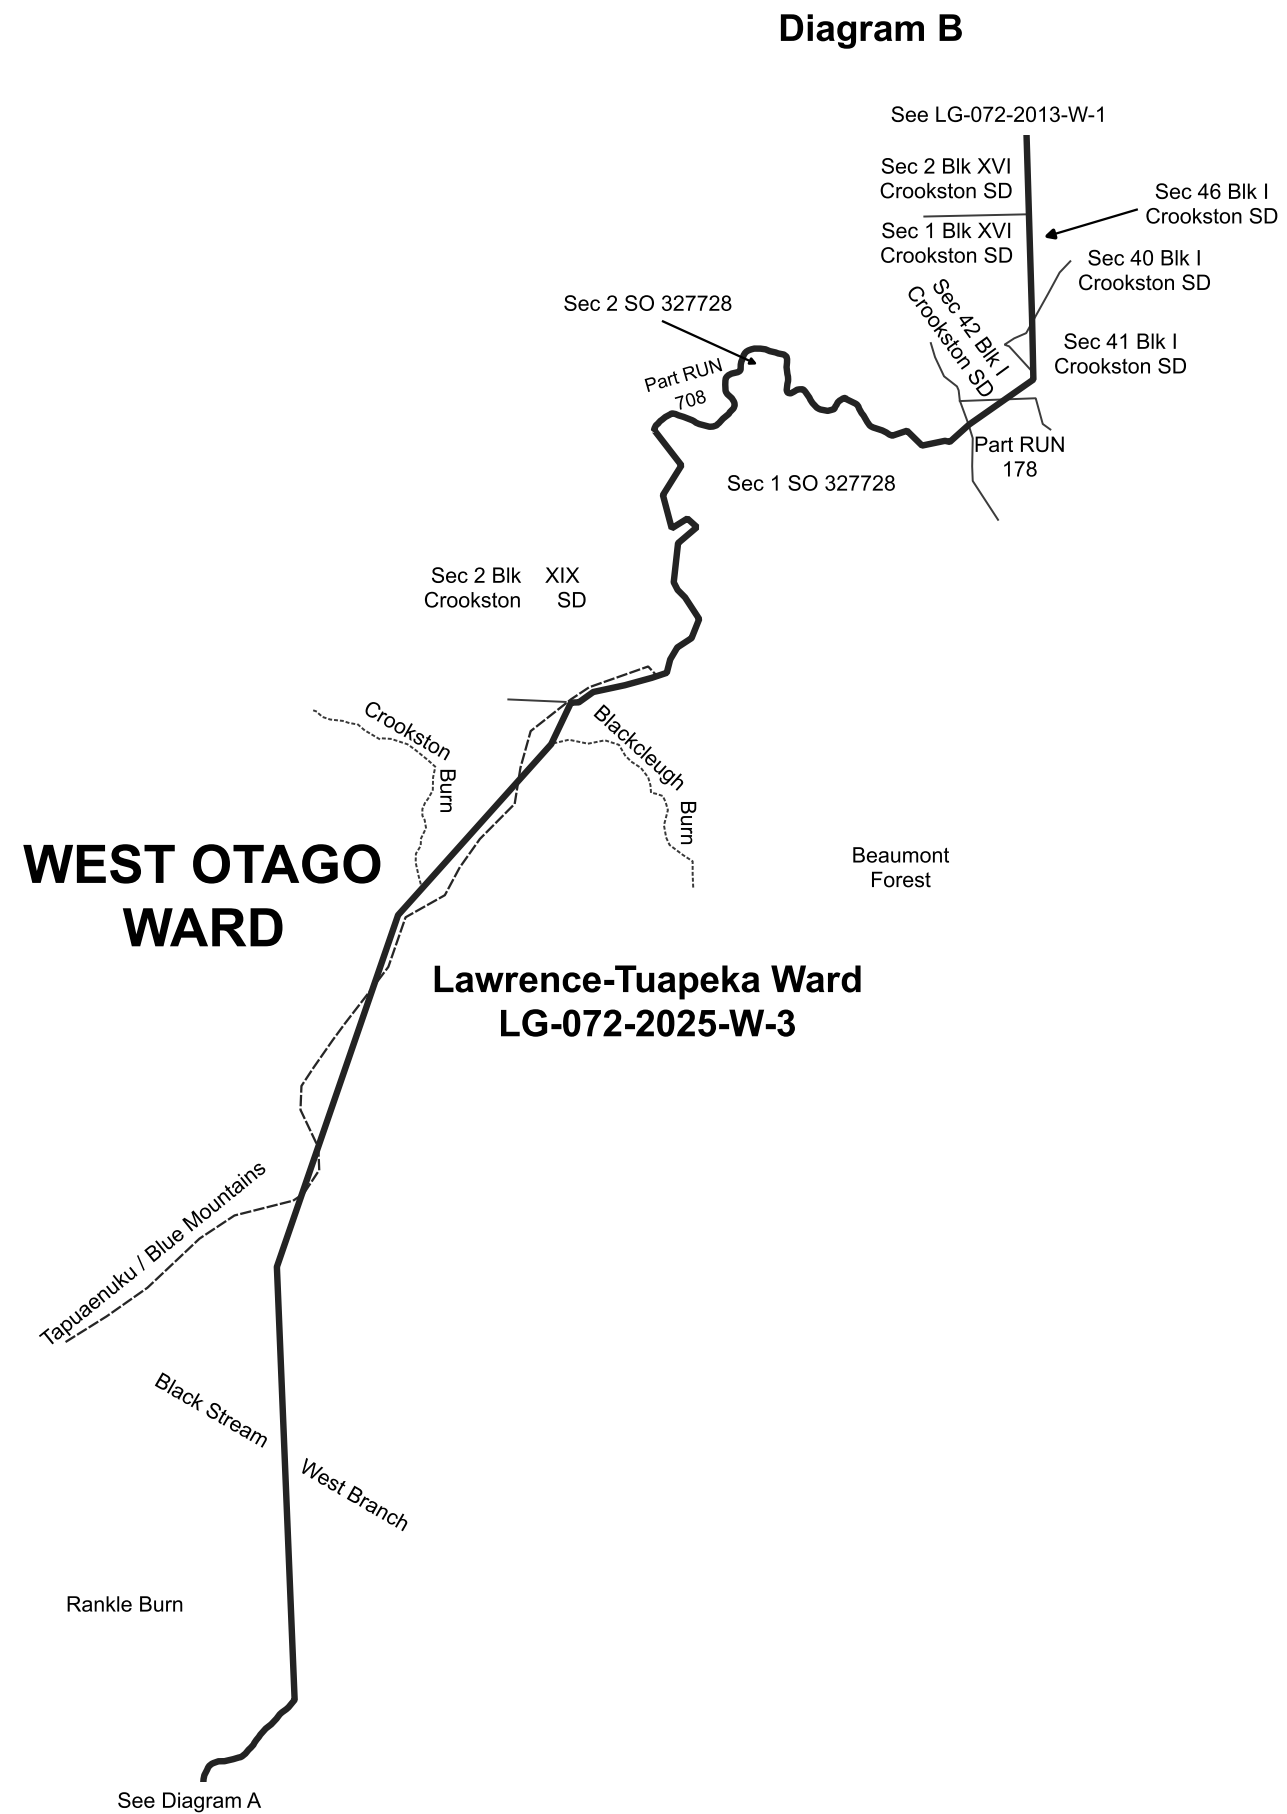 Diagram B
See LG-072-2013-W-1
Sec 2 Blk XVI
Crookston SD
Sec 46 Blk I
Crookston SD
Sec 1 Blk XVI
Crookston SD
Sec 40 Blk I
Crookston SD
Sec 42 Blk I
Crookston SD
Sec 2 SO 327728
Sec 41 Blk I
Crookston SD
Part RUN
708
Part RUN
178
Sec 1 SO 327728
Sec 2 Blk XIX
Crookston SD
Crookston
Burn
Blackcleugh
Burn
WEST OTAGO
WARD
Beaumont
Forest
Lawrence-Tuapeka Ward
LG-072-2025-W-3
Tapuaenuku / Blue Mountains
Black Stream
West Branch
Rankle Burn
See Diagram A